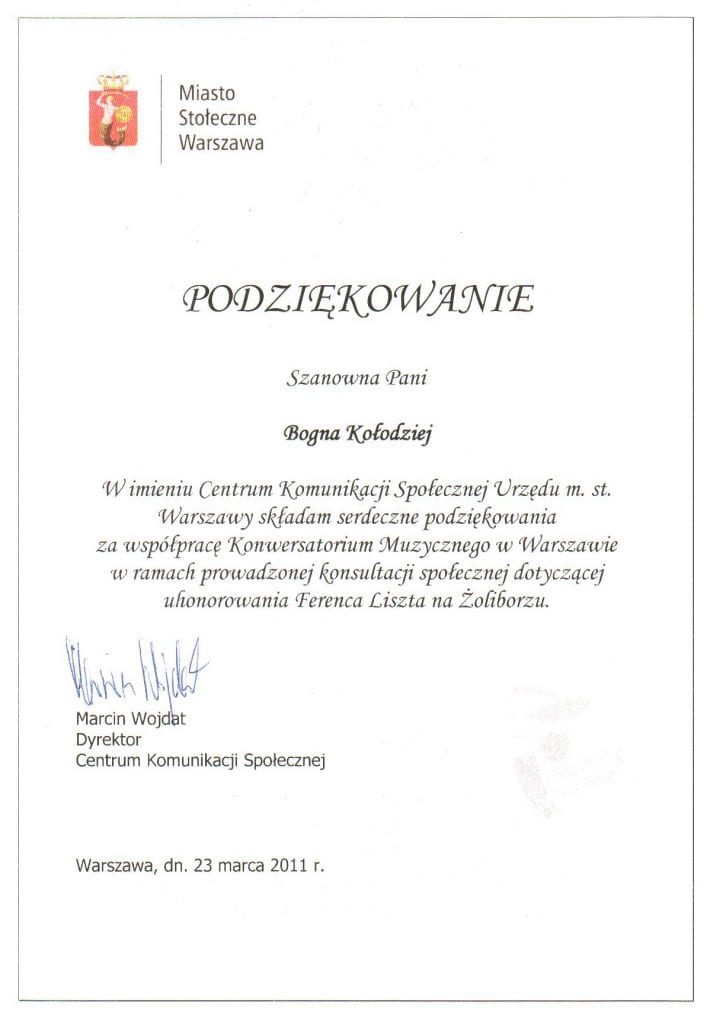 Miasto
Stołeczne
Warszawa
PODZIĘKOWANIE
Szanowna Pani
Bogna Kołodziej
W imieniu Centrum Komunikacji Społecznej Urzędu m. st.
Warszawy składam serdeczne podziękowania
za współpracę Konwersatorium Muzycznego w Warszawie
w ramach prowadzonej konsultacji społecznej dotyczącej
uhonorowania Ferenca Liszta na Żoliborzu.
Marcin Wojdat
Marcin Wojdat
Dyrektor
Centrum Komunikacji Społecznej
Warszawa, dn. 23 marca 2011 r.